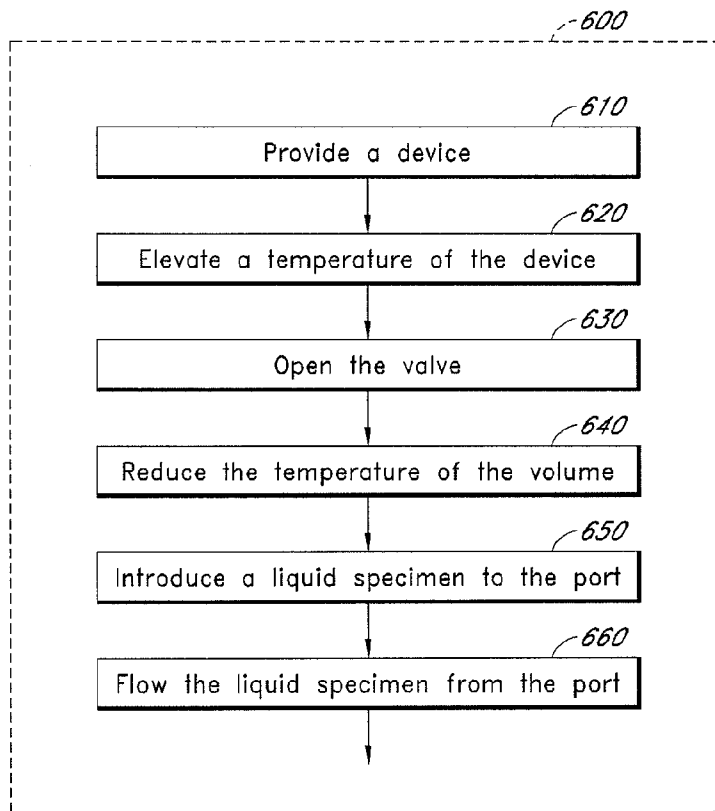 600
610
Provide a device
620
Elevate a temperature of the device
630
Open the valve
640
Reduce the temperature of the volume
650
Introduce a liquid specimen to the port
660
Flow the liquid specimen from the port